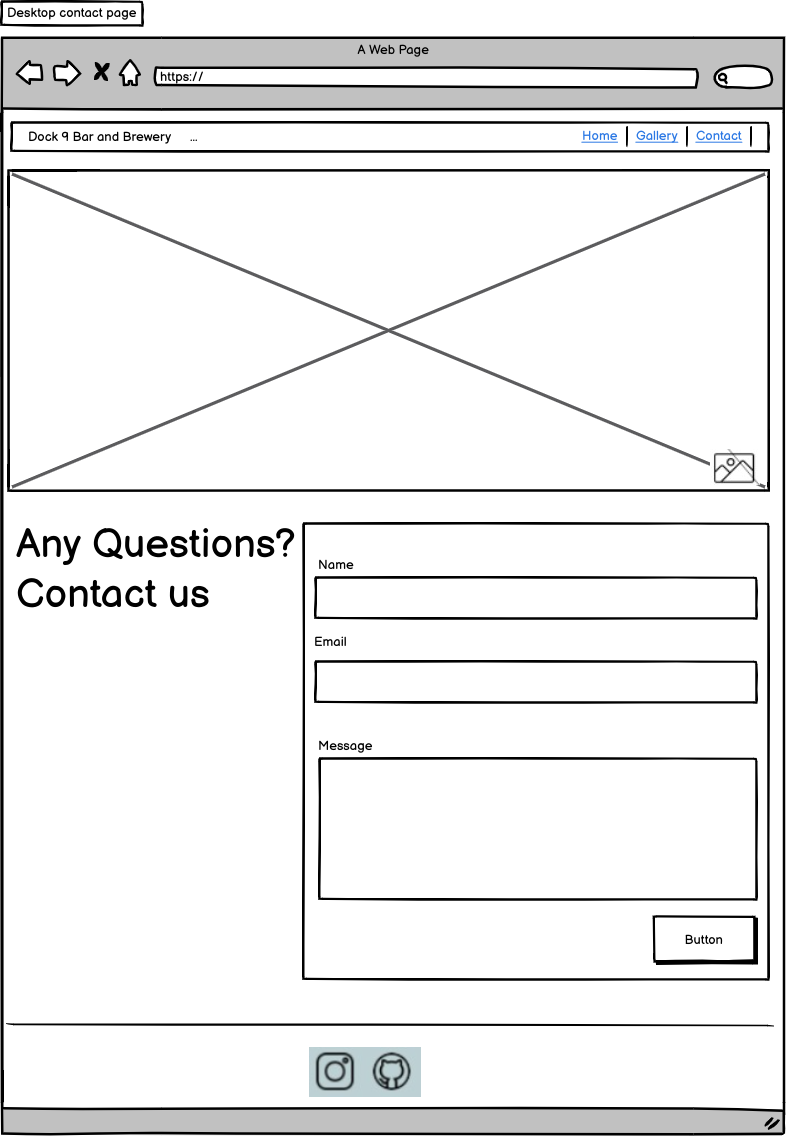 Desktop contact page
A Web Page
https://
Dock 9 Bar and Brewery ...
Home Gallery Contact
Any Questions?
Contact us
Name
Email
Message
Button